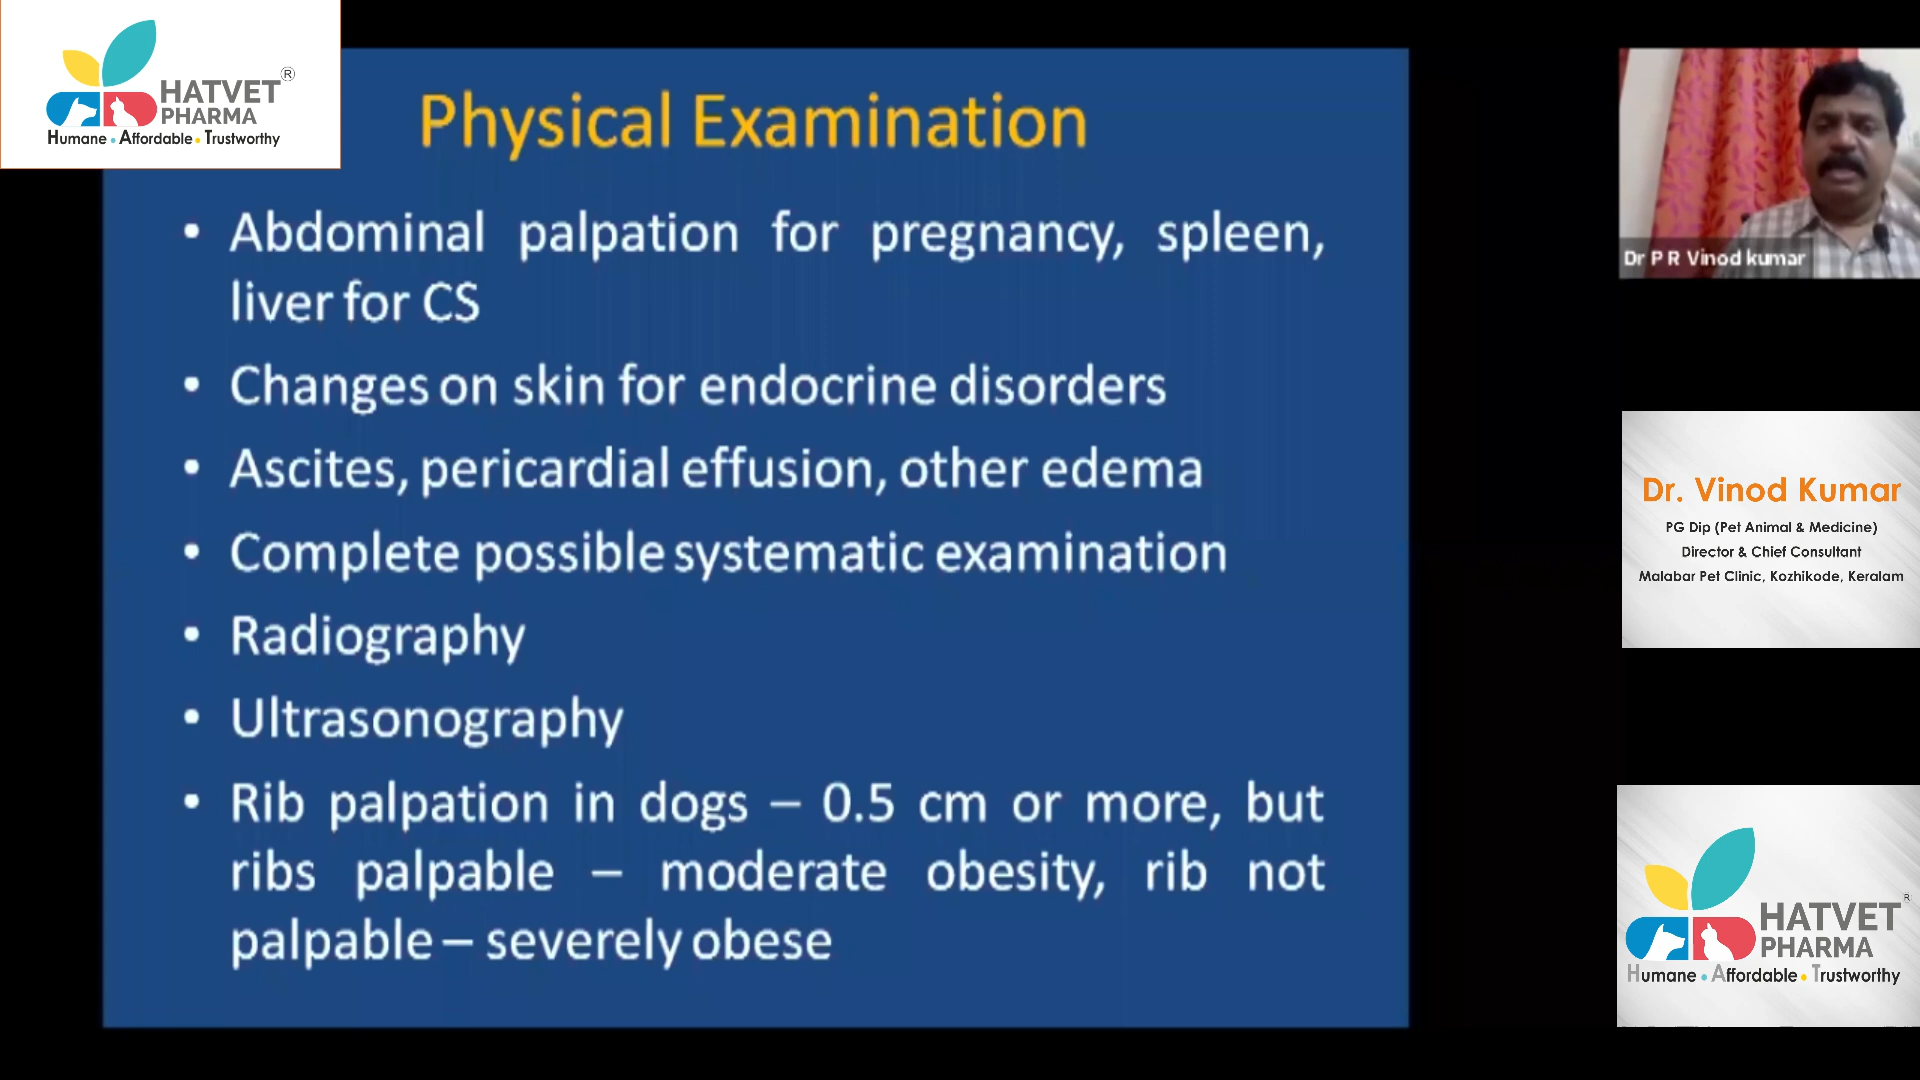 HATVET®
PHARMA
Humane • Affordable • Trustworthy
Physical Examination
• Abdominal palpation for pregnancy, spleen,
liver for CS
• Changes on skin for endocrine disorders
• Ascites, pericardial effusion, other edema
• Complete possible systematic examination
• Radiography
• Ultrasonography
• Rib palpation in dogs – 0.5 cm or more, but
ribs palpable – moderate obesity, rib not
palpable – severely obese
Dr P R Vinod kumar
Dr. Vinod Kumar
PG Dip (Pet Animal & Medicine)
Director & Chief Consultant
Malabar Pet Clinic, Kozhikode, Keralam
HATVET®
PHARMA
Humane • Affordable • Trustworthy